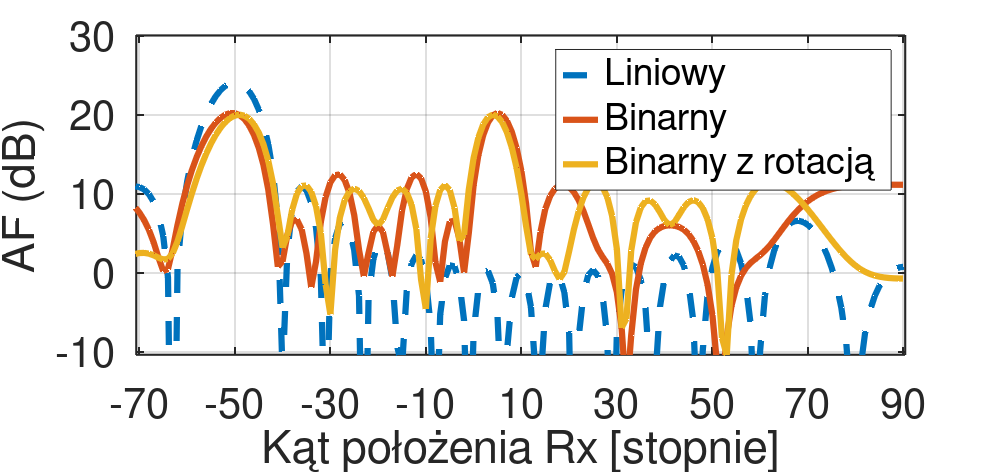 30
20
10
0
-10
AF (dB)
Liniowy
Binarny
Binarny z rotacją
-70 -50 -30 -10 10 30 50 70 90
Kąt położenia Rx [stopnie]